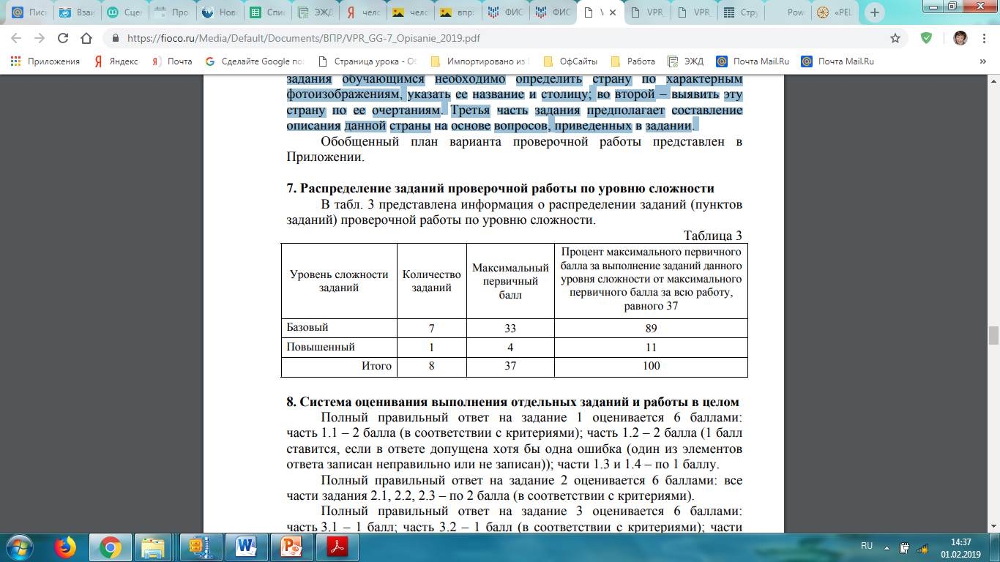 Пись
Взаи
Сцен
Про
Ново
Спис
ЭЖД
чело
чело
впр
ФИС
ФИС
VPR_
VPR_
Стру
Pow
«РЕШ
https://fioco.ru/Media/Default/Documents/ВПР/VPR_GG-7_Opisanie_2019.pdf
Приложения
Яндекс
Почта
Сделайте Google по
Страница урока - Об
Импортировано из
ОфСайты
Работа
ЭЖД
Почта Mail.Ru
Почта Mail.Ru
»
задания обучающимся необходимо определить страну по характерным
фотоизображениям, указать ее название и столицу; во второй – выявить эту
страну по ее очертаниям. Третья часть задания предполагает составление
описания данной страны на основе вопросов, приведенных в задании.
Обобщенный план варианта проверочной работы представлен в
Приложении.
7. Распределение заданий проверочной работы по уровню сложности
В табл. 3 представлена информация о распределении заданий (пунктов
заданий) проверочной работы по уровню сложности.
Таблица 3
Уровень сложности
заданий
Количество
заданий
Максимальный
первичный
балл
Процент максимального первичного
балла за выполнение заданий данного
уровня сложности от максимального
первичного балла за всю работу,
равного 37
Базовый 7 33 89
Повышенный 1 4 11
Итого 8 37 100
8. Система оценивания выполнения отдельных заданий и работы в целом
Полный правильный ответ на задание 1 оценивается 6 баллами:
часть 1.1 – 2 балла (в соответствии с критериями); часть 1.2 – 2 балла (1 балл
ставится, если в ответе допущена хотя бы одна ошибка (один из элементов
ответа записан неправильно или не записан)); части 1.3 и 1.4 – по 1 баллу.
Полный правильный ответ на задание 2 оценивается 6 баллами: все
части задания 2.1, 2.2, 2.3 – по 2 балла (в соответствии с критериями).
Полный правильный ответ на задание 3 оценивается 6 баллами:
часть 3.1 – 1 балл; часть 3.2 – 1 балл (в соответствии с критериями); части
RU
14:37
01.02.2019